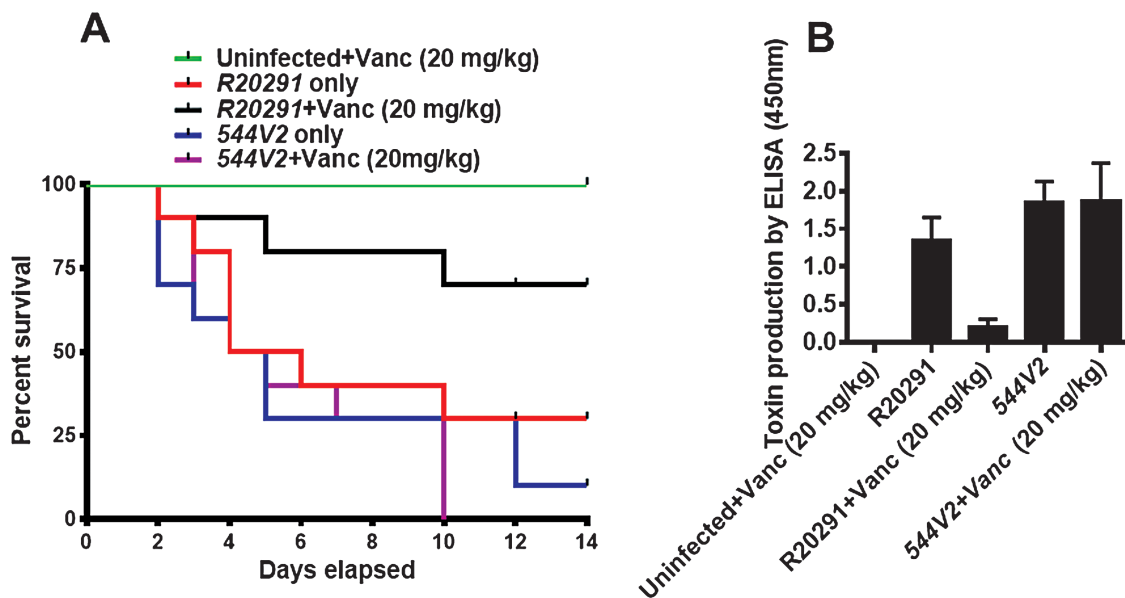 A
Uninfected+Vanc (20 mg/kg)
R20291 only
R20291+Vanc (20 mg/kg)
544V2 only
544V2+Vanc (20mg/kg)
Percent survival
100
75
50
25
0
0 2 4 6 8 10 12 14
Days elapsed
B
Toxin production by ELISA (450nm)
2.5
2.0
1.5
1.0
0.5
0.0
Uninfected+Vanc (20 mg/kg)
R20291
R20291+Vanc (20 mg/kg)
544V2
544V2+Vanc (20 mg/kg)